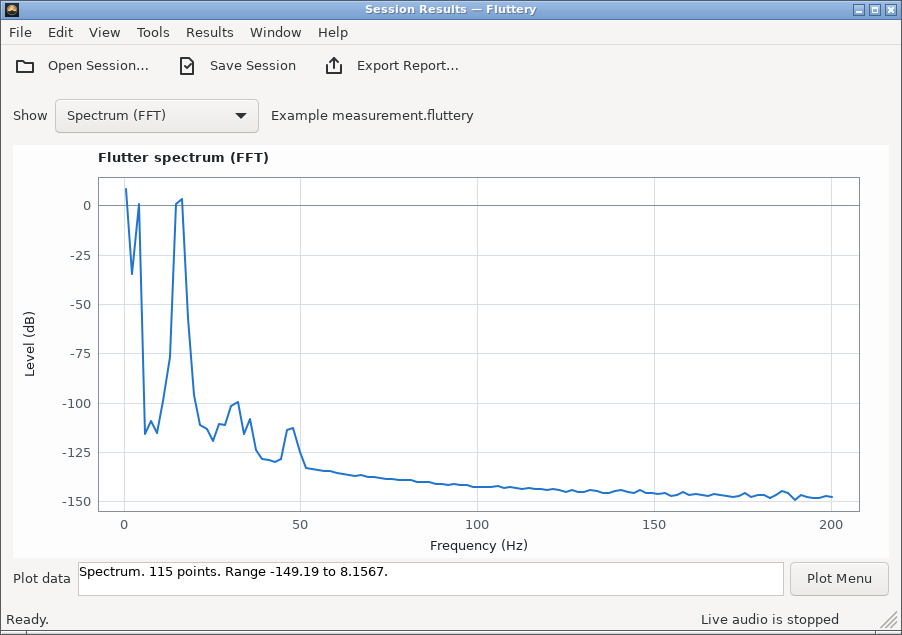 Session Results — Fluttery
File Edit View Tools Results Window Help
Open Session... Save Session Export Report...
Show Spectrum (FFT) Example measurement.fluttery
Flutter spectrum (FFT)
0
-25
-50
-75
-100
-125
-150
Level (dB)
0 50 100 150 200
Frequency (Hz)
Plot data Spectrum. 115 points. Range -149.19 to 8.1567. Plot Menu
Ready. Live audio is stopped